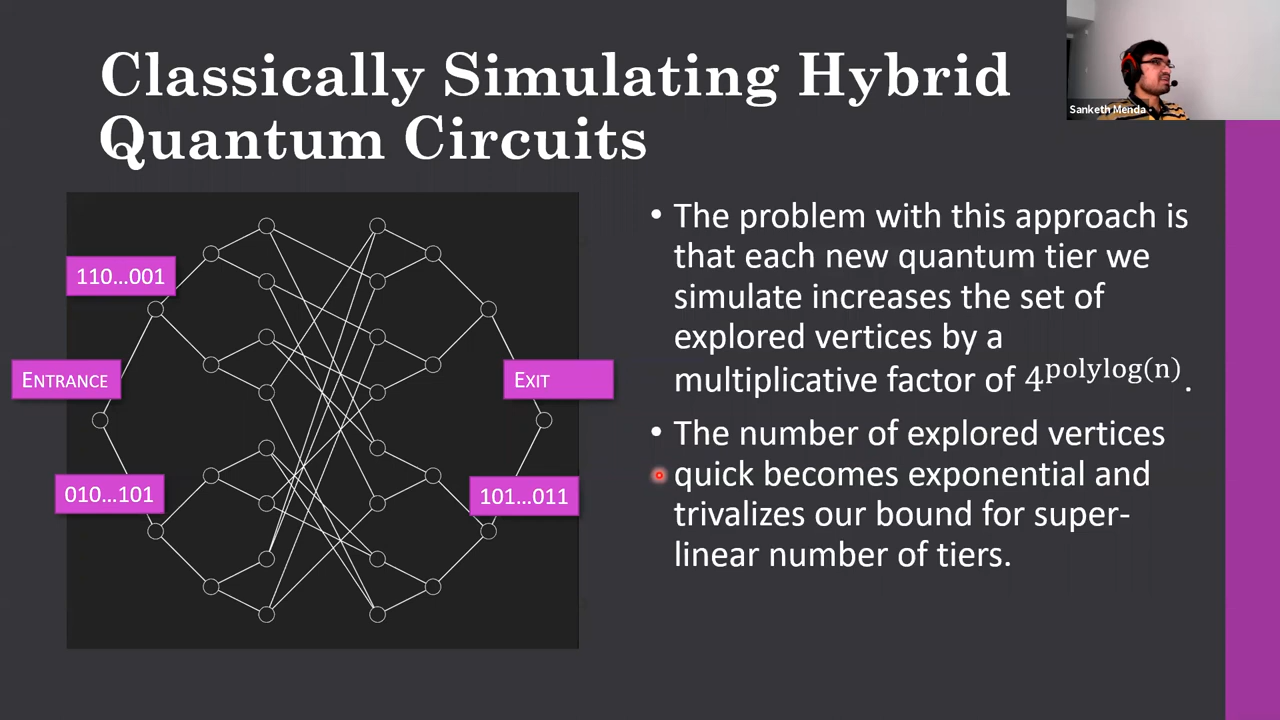 Classically Simulating Hybrid
Quantum Circuits
Sanketh Menda
110…001
ENTRANCE
010…101
EXIT
101…011
• The problem with this approach is
that each new quantum tier we
simulate increases the set of
explored vertices by a
multiplicative factor of 4^polylog(n).
• The number of explored vertices
quick becomes exponential and
trivalizes our bound for super-
linear number of tiers.